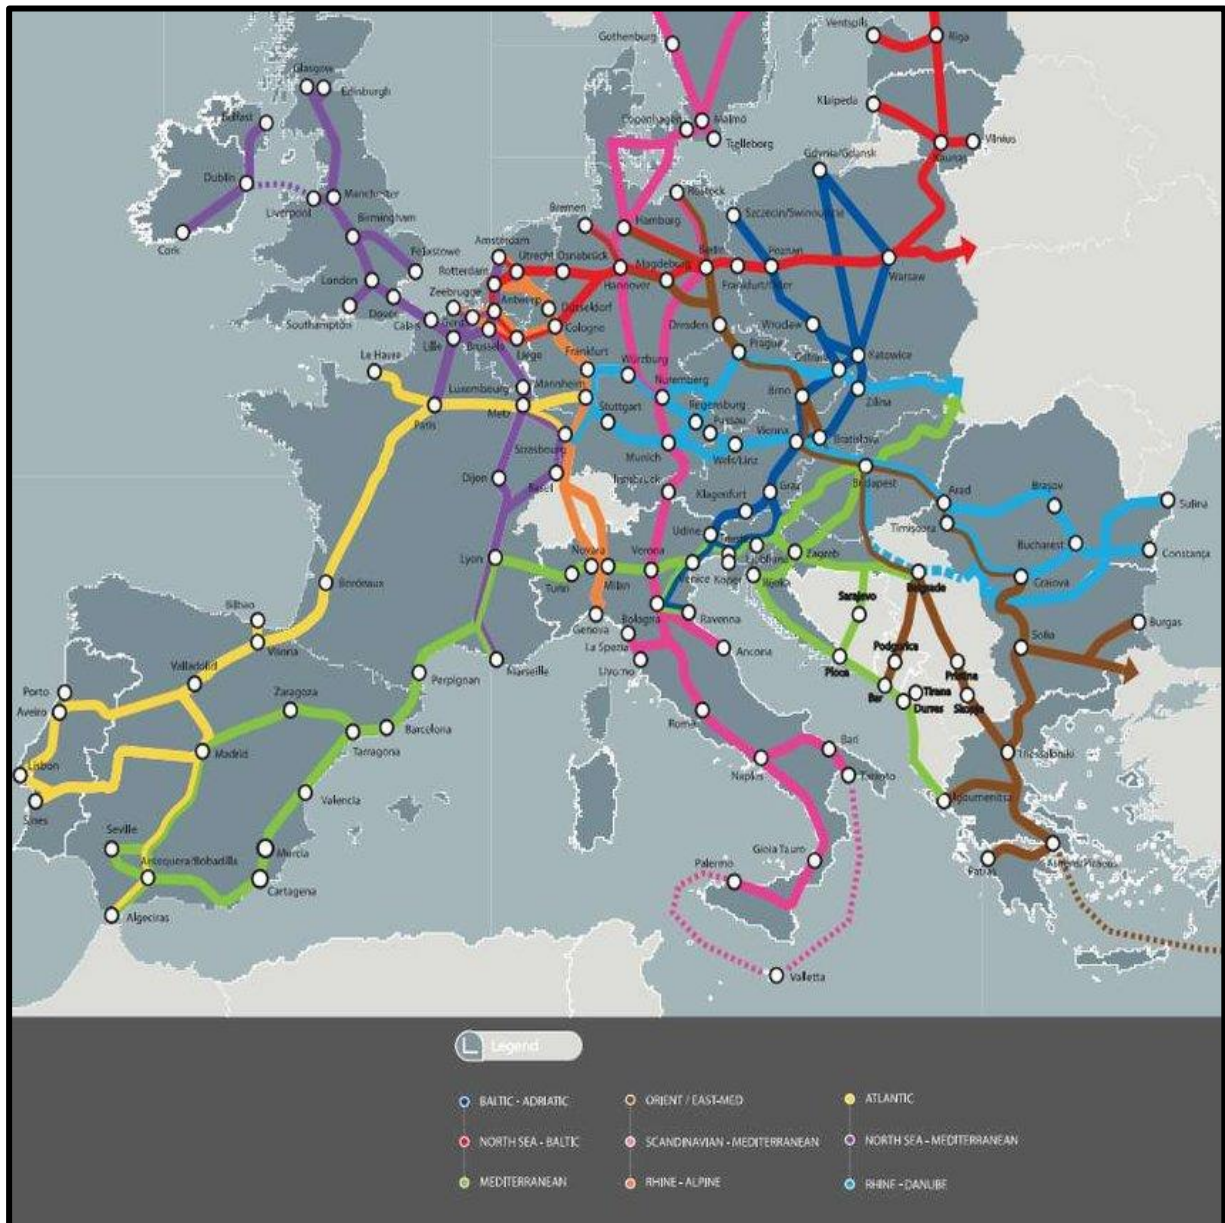 Ventspils
Riga
Gothenburg
Glasgow
Edinburgh
Klaipeda
Belfast
Copenhagen
Malmö
Trelleborg
Vilnius
Kaunas
Gdynia/Gdansk
Dublin
Liverpool
Manchester
Rostock
Cork
Birmingham
Bremen
Hamburg
Szczecin/Swinoujscie
Felixstowe
Amsterdam
Utrecht
Osnabrück
Berlin
Poznan
Warsaw
London
Rotterdam
Magdeburg
Hannover
Frankfurt/Oder
Zeebrugge
Southampton
Dover
Calais
Antwerp
Düsseldorf
Cologne
Dresden
Wroclaw
Lille
Brussels
Liège
Prague
Ostrava
Katowice
Le Havre
Frankfurt
Würzburg
Luxembourg
Mannheim
Nuremberg
Brno
Zilina
Paris
Metz
Stuttgart
Regensburg
Passau
Strasbourg
Munich
Wels/Linz
Vienna
Bratislava
Dijon
Basel
Innsbruck
Klagenfurt
Graz
Budapest
Arad
Brasov
Sulina
Timisoara
Udine
Bucharest
Constanța
Lyon
Novara
Verona
Trieste
Ljubljana
Zagreb
Turin
Milan
Venice
Koper
Rijeka
Belgrade
Craiova
Bordeaux
Bilbao
Genova
Bologna
Ravenna
Sarajevo
Vitoria
La Spezia
Ancona
Sofia
Burgas
Valladolid
Marseille
Livorno
Ploce
Podgorica
Pristina
Perpignan
Porto
Aveiro
Zaragoza
Bar
Tirana
Durres
Skopje
Barcelona
Roma
Madrid
Tarragona
Bari
Thessaloniki
Lisbon
Naples
Taranto
Sines
Valencia
Igoumenitsa
Seville
Murcia
Antequera/Bobadilla
Gioia Tauro
Palermo
Patras
Athens/Piraeus
Cartagena
Algeciras
Valletta
Legend
BALTIC - ADRIATIC
ORIENT / EAST-MED
ATLANTIC
NORTH SEA - BALTIC
SCANDINAVIAN - MEDITERRANEAN
NORTH SEA - MEDITERRANEAN
MEDITERRANEAN
RHINE - ALPINE
RHINE - DANUBE